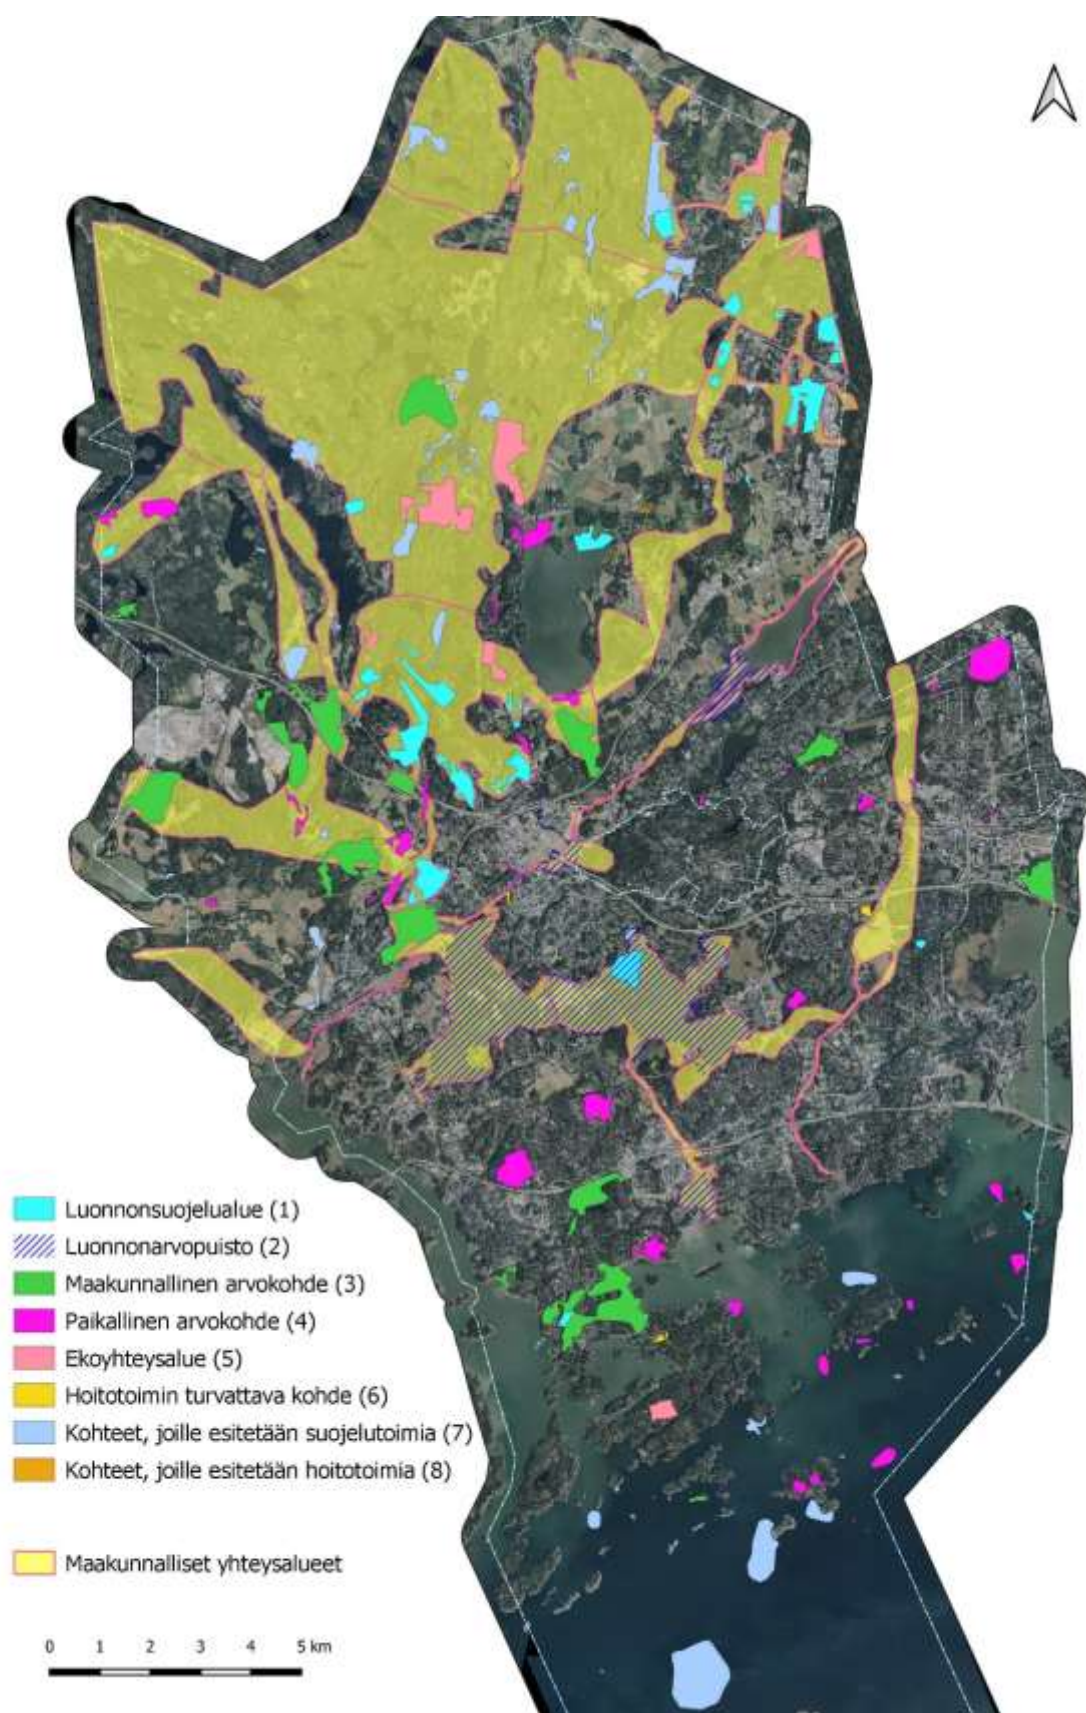 Luonnonsuojelualue (1)
Luonnonarvopuisto (2)
Maakunnallinen arvokohde (3)
Paikallinen arvokohde (4)
Ekoyhteysalue (5)
Hoitotoimin turvattava kohde (6)
Kohteet, joille esitetään suojelutoimia (7)
Kohteet, joille esitetään hoitotoimia (8)
Maakunnalliset yhteysalueet
0 1 2 3 4 5 km